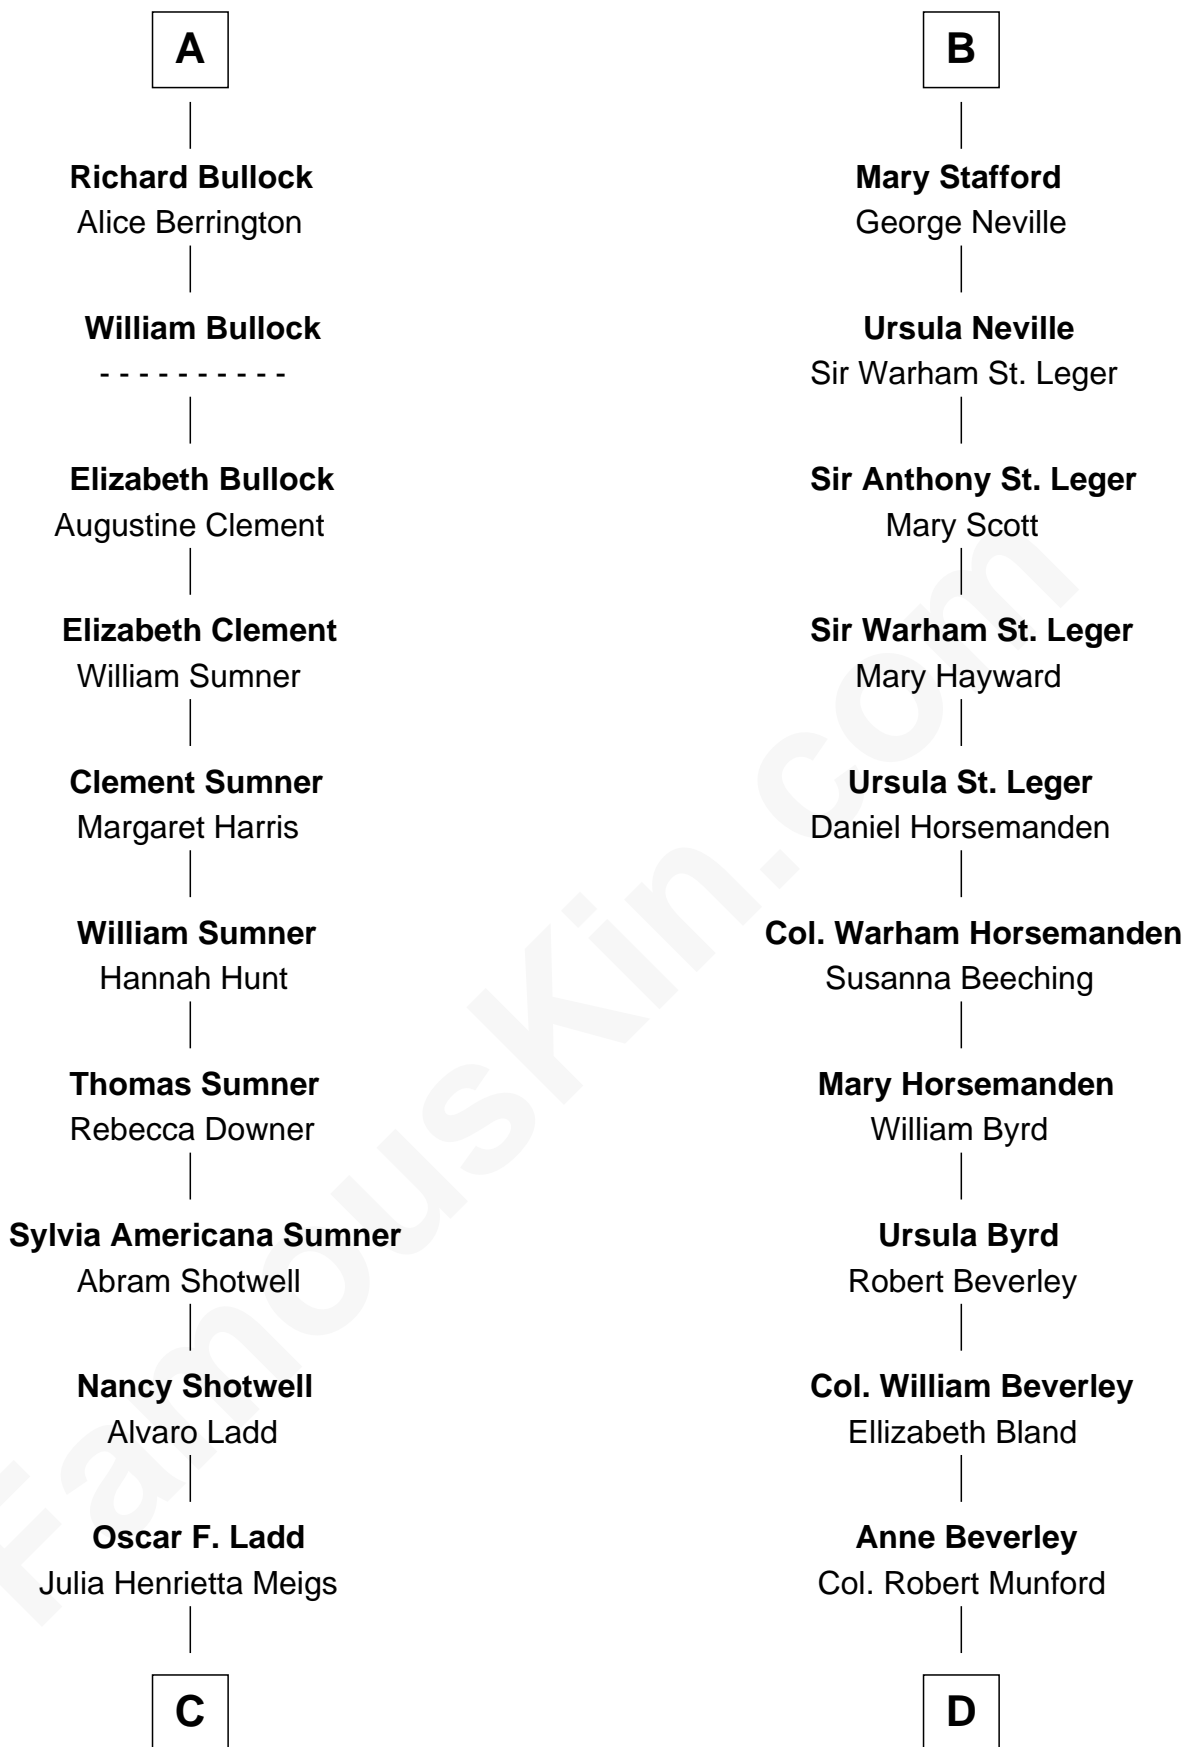 A
Richard Bullock
Alice Berrington
William Bullock
- - - - - - - - - -
Elizabeth Bullock
Augustine Clement
Elizabeth Clement
William Sumner
Clement Sumner
Margaret Harris
William Sumner
Hannah Hunt
Thomas Sumner
Rebecca Downer
Sylvia Americana Sumner
Abram Shotwell
Nancy Shotwell
Alvaro Ladd
Oscar F. Ladd
Julia Henrietta Meigs
C
B
Mary Stafford
George Neville
Ursula Neville
Sir Warham St. Leger
Sir Anthony St. Leger
Mary Scott
Sir Warham St. Leger
Mary Hayward
Ursula St. Leger
Daniel Horsemanden
Col. Warham Horsemanden
Susanna Beeching
Mary Horsemanden
William Byrd
Ursula Byrd
Robert Beverley
Col. William Beverley
Ellizabeth Bland
Anne Beverley
Col. Robert Munford
D
FamousKin.com